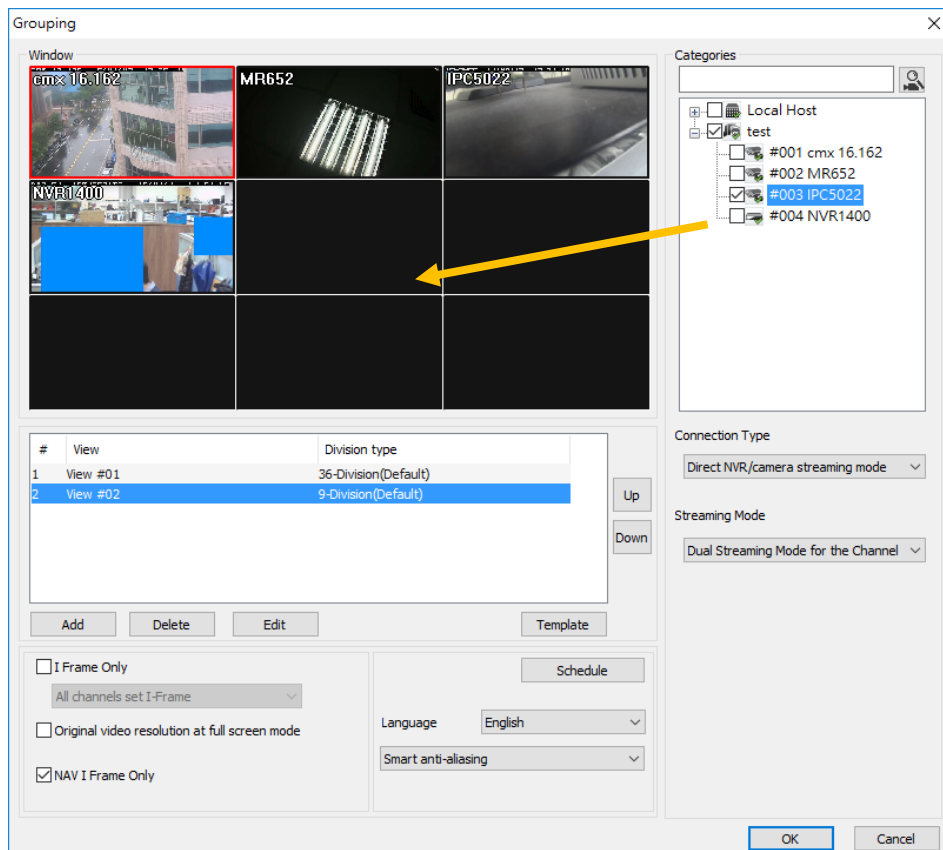 Grouping
Window
cmx 16.162
MR652
IPC5022
NVR1400
Categories
Local Host
test
#001 cmx 16.162
#002 MR652
#003 IPC5022
#004 NVR1400
# View Division type
1 View #01 36-Division(Default)
2 View #02 9-Division(Default)
Up
Down
Add
Delete
Edit
Template
Connection Type
Direct NVR/camera streaming mode
Streaming Mode
Dual Streaming Mode for the Channel
I Frame Only
All channels set I-Frame
Original video resolution at full screen mode
NAV I Frame Only
Schedule
Language
English
Smart anti-aliasing
OK
Cancel